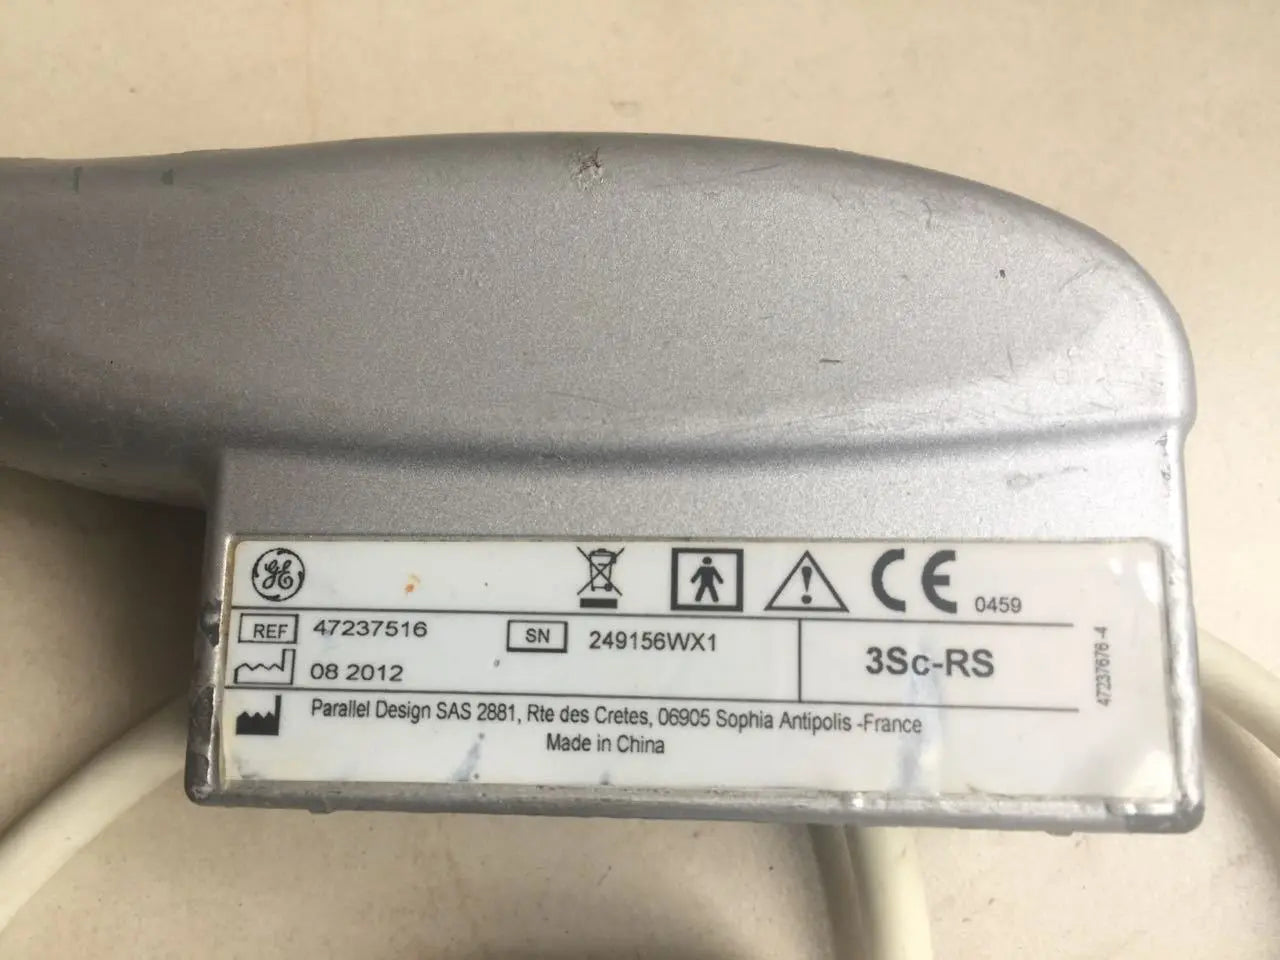 GE
0459
REF 47237516 SN 249156WX1 3Sc-RS
08 2012
Parallel Design SAS 2881, Rte des Cretes, 06905 Sophia Antipolis -France
Made in China
47237676-4